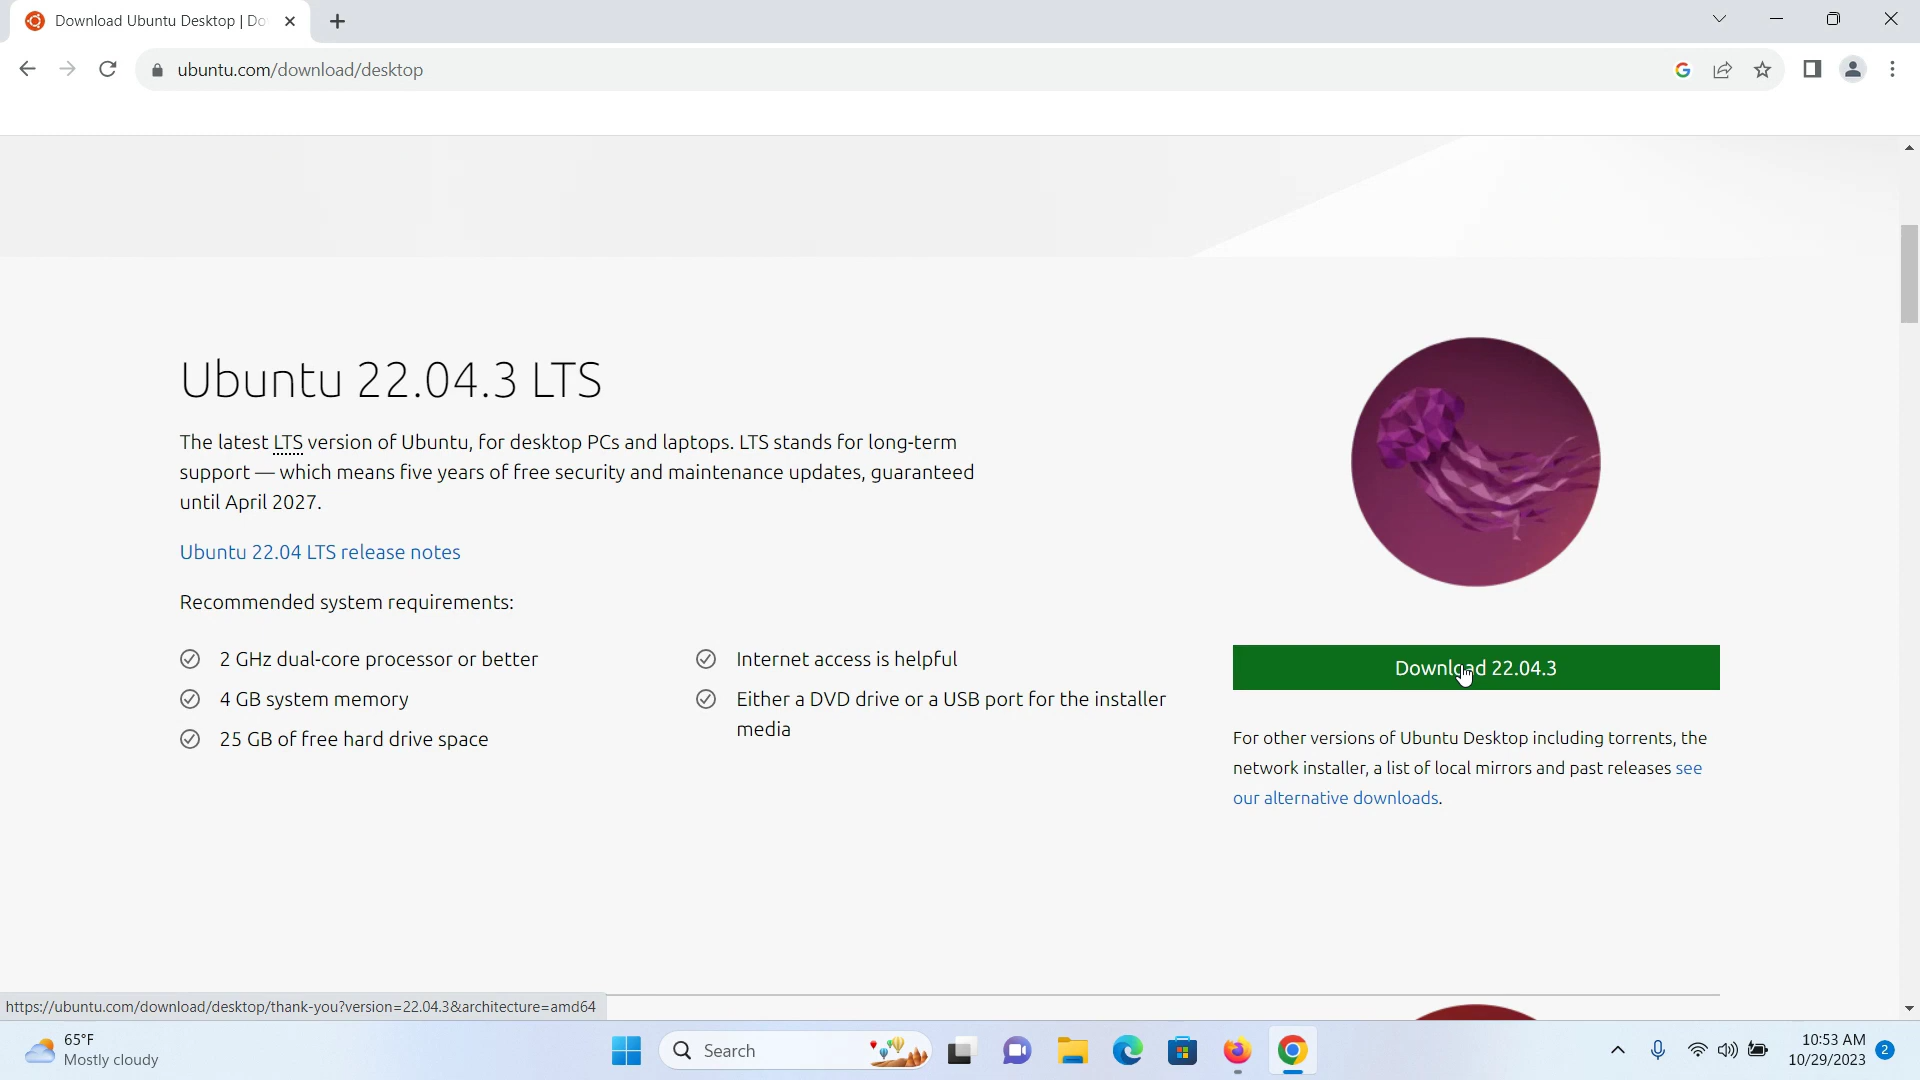 Download Ubuntu Desktop | Do
ubuntu.com/download/desktop
Ubuntu 22.04.3 LTS
The latest LTS version of Ubuntu, for desktop PCs and laptops. LTS stands for long-term
support — which means five years of free security and maintenance updates, guaranteed
until April 2027.
Ubuntu 22.04 LTS release notes
Recommended system requirements:
2 GHz dual-core processor or better
4 GB system memory
25 GB of free hard drive space
Internet access is helpful
Either a DVD drive or a USB port for the installer
media
Download 22.04.3
For other versions of Ubuntu Desktop including torrents, the
network installer, a list of local mirrors and past releases see
our alternative downloads.
https://ubuntu.com/download/desktop/thank-you?version=22.04.3&architecture=amd64
65°F
Mostly cloudy
Search
10:53 AM
10/29/2023
2